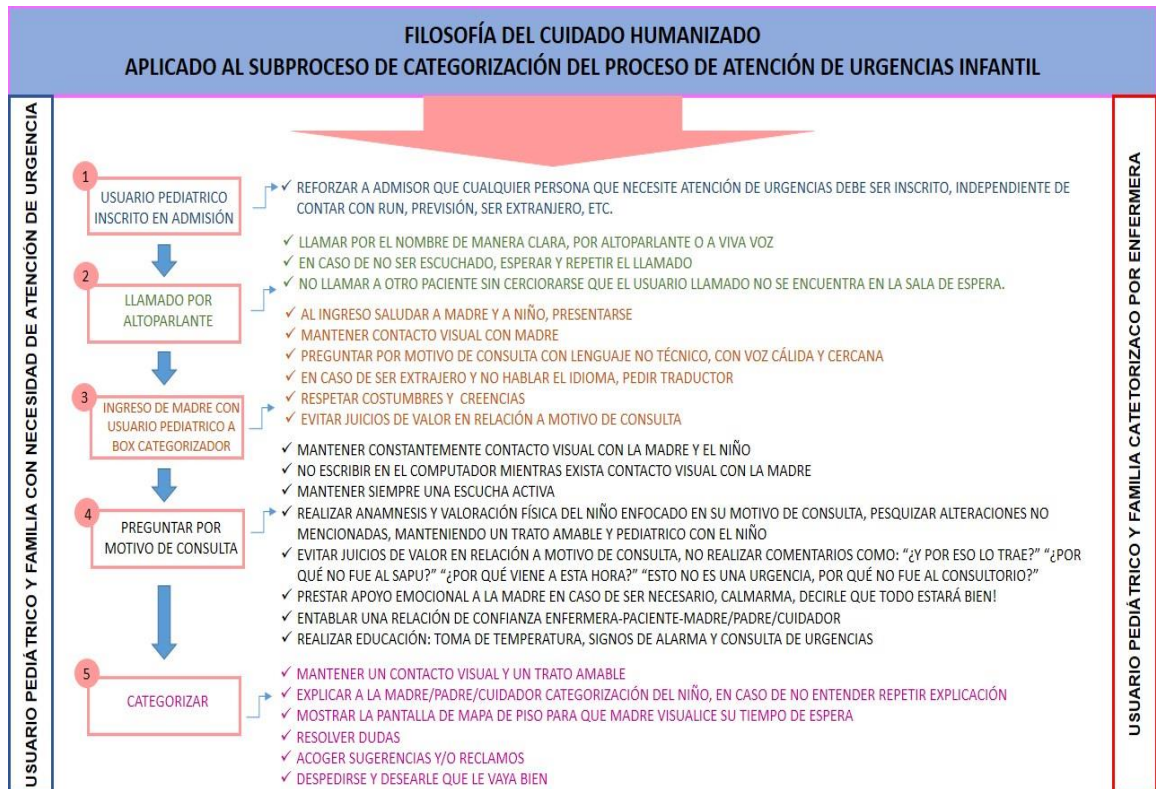 FILOSOFÍA DEL CUIDADO HUMANIZADO
APLICADO AL SUBPROCESO DE CATEGORIZACIÓN DEL PROCESO DE ATENCIÓN DE URGENCIAS INFANTIL
USUARIO PEDIÁTRICO Y FAMILIA CON NECESIDAD DE ATENCIÓN DE URGENCIA
1
USUARIO PEDIATRICO
INSCRITO EN ADMISIÓN
✓ REFORZAR A ADMISOR QUE CUALQUIER PERSONA QUE NECESITE ATENCIÓN DE URGENCIAS DEBE SER INSCRITO, INDEPENDIENTE DE
CONTAR CON RUN, PREVISIÓN, SER EXTRANJERO, ETC.
2
LLAMADO POR
ALTOPARLANTE
✓ LLAMAR POR EL NOMBRE DE MANERA CLARA, POR ALTOPARLANTE O A VIVA VOZ
✓ EN CASO DE NO SER ESCUCHADO, ESPERAR Y REPETIR EL LLAMADO
✓ NO LLAMAR A OTRO PACIENTE SIN CERCIORARSE QUE EL USUARIO LLAMADO NO SE ENCUENTRA EN LA SALA DE ESPERA.
3
INGRESO DE MADRE CON
USUARIO PEDIATRICO A
BOX CATEGORIZADOR
✓ AL INGRESO SALUDAR A MADRE Y A NIÑO, PRESENTARSE
✓ MANTENER CONTACTO VISUAL CON MADRE
✓ PREGUNTAR POR MOTIVO DE CONSULTA CON LENGUAJE NO TÉCNICO, CON VOZ CÁLIDA Y CERCANA
✓ EN CASO DE SER EXTRAJERO Y NO HABLAR EL IDIOMA, PEDIR TRADUCTOR
✓ RESPETAR COSTUMBRES Y CREENCIAS
✓ EVITAR JUICIOS DE VALOR EN RELACIÓN A MOTIVO DE CONSULTA
4
PREGUNTAR POR
MOTIVO DE CONSULTA
✓ MANTENER CONSTANTEMENTE CONTACTO VISUAL CON LA MADRE Y EL NIÑO
✓ NO ESCRIBIR EN EL COMPUTADOR MIENTRAS EXISTA CONTACTO VISUAL CON LA MADRE
✓ MANTENER SIEMPRE UNA ESCUCHA ACTIVA
✓ REALIZAR ANAMNESIS Y VALORACIÓN FÍSICA DEL NIÑO ENFOCADO EN SU MOTIVO DE CONSULTA, PESQUIZAR ALTERACIONES NO
MENCIONADAS, MANTENIENDO UN TRATO AMABLE Y PEDIATRICO CON EL NIÑO
✓ EVITAR JUICIOS DE VALOR EN RELACIÓN A MOTIVO DE CONSULTA, NO REALIZAR COMENTARIOS COMO: “¿Y POR ESO LO TRAE?” “¿POR
QUÉ NO FUE AL SAPU?” “¿POR QUÉ VIENE A ESTA HORA?” “ESTO NO ES UNA URGENCIA, POR QUÉ NO FUE AL CONSULTORIO?”
✓ PRESTAR APOYO EMOCIONAL A LA MADRE EN CASO DE SER NECESARIO, CALMARMA, DECIRLE QUE TODO ESTARÁ BIEN!
✓ ENTABLAR UNA RELACIÓN DE CONFIANZA ENFERMERA-PACIENTE-MADRE/PADRE/CUIDADOR
✓ REALIZAR EDUCACIÓN: TOMA DE TEMPERATURA, SIGNOS DE ALARMA Y CONSULTA DE URGENCIAS
5
CATEGORIZAR
✓ MANTENER UN CONTACTO VISUAL Y UN TRATO AMABLE
✓ EXPLICAR A LA MADRE/PADRE/CUIDADOR CATEGORIZACIÓN DEL NIÑO, EN CASO DE NO ENTENDER REPETIR EXPLICACIÓN
✓ MOSTRAR LA PANTALLA DE MAPA DE PISO PARA QUE MADRE VISUALICE SU TIEMPO DE ESPERA
✓ RESOLVER DUDAS
✓ ACOGER SUGERENCIAS Y/O RECLAMOS
✓ DESPEDIRSE Y DESEARLE QUE LE VAYA BIEN
USUARIO PEDIÁTRICO Y FAMILIA CATETORIZACO POR ENFERMERA